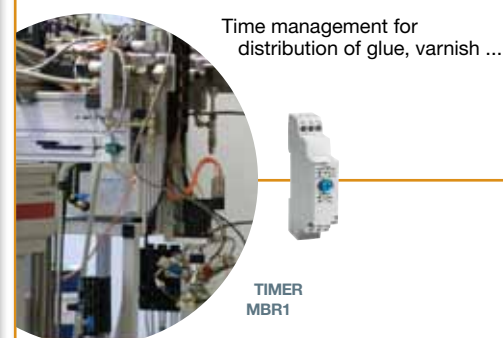 Time management for
distribution of glue, varnish ...
TIMER
MBR1